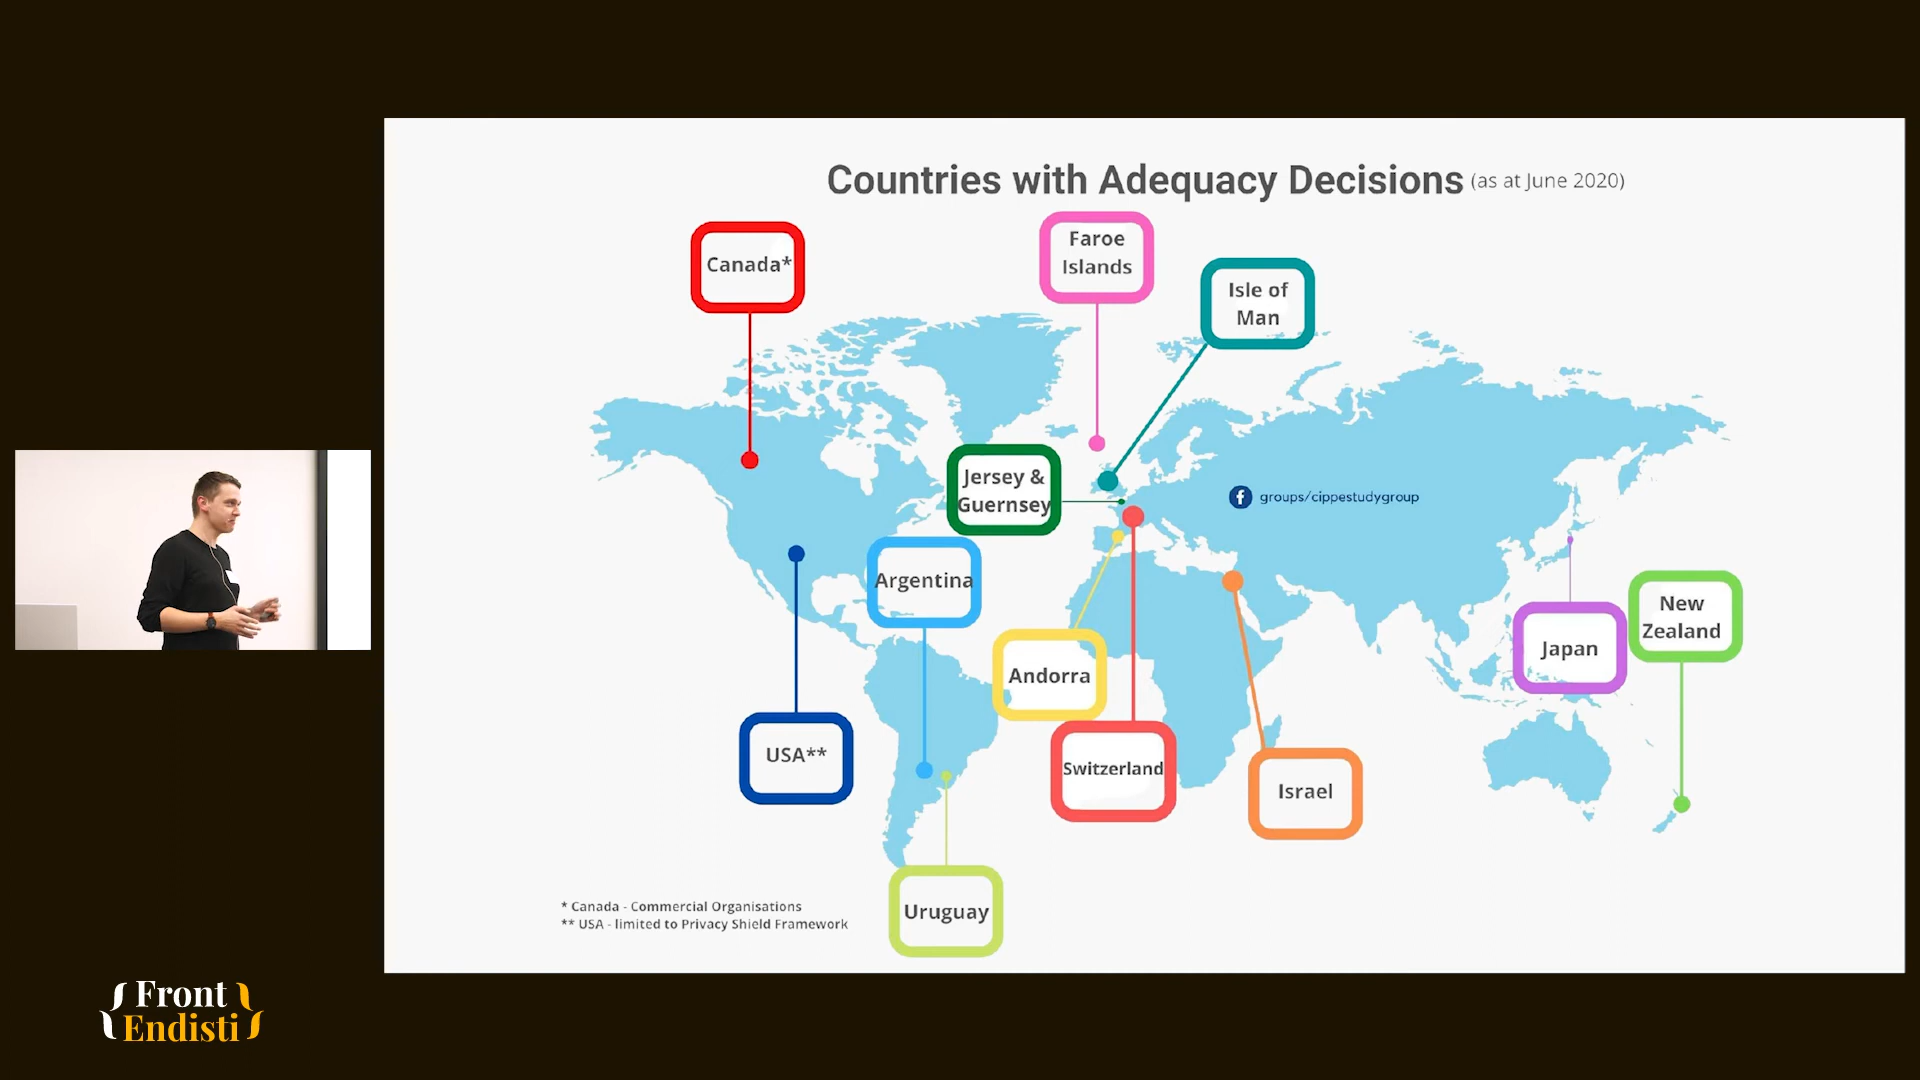 Countries with Adequacy Decisions (as at June 2020)
Canada*
Faroe
Islands
Isle of
Man
Jersey &
Guernsey
groups/cippestudygroup
Argentina
Andorra
Japan
New
Zealand
USA**
Switzerland
Israel
Uruguay
* Canada - Commercial Organisations
** USA - limited to Privacy Shield Framework
Front
Endisti